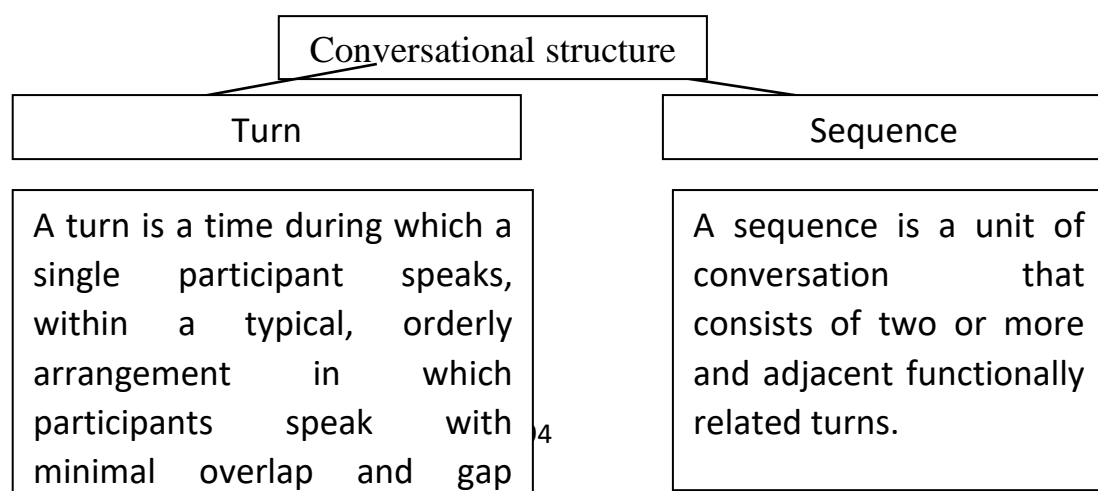 Conversational structure
Turn
Sequence
A turn is a time during which a
single participant speaks,
within a typical, orderly
arrangement in which
participants speak with
minimal overlap and gap
A sequence is a unit of
conversation that
consists of two or more
and adjacent functionally
related turns.
4